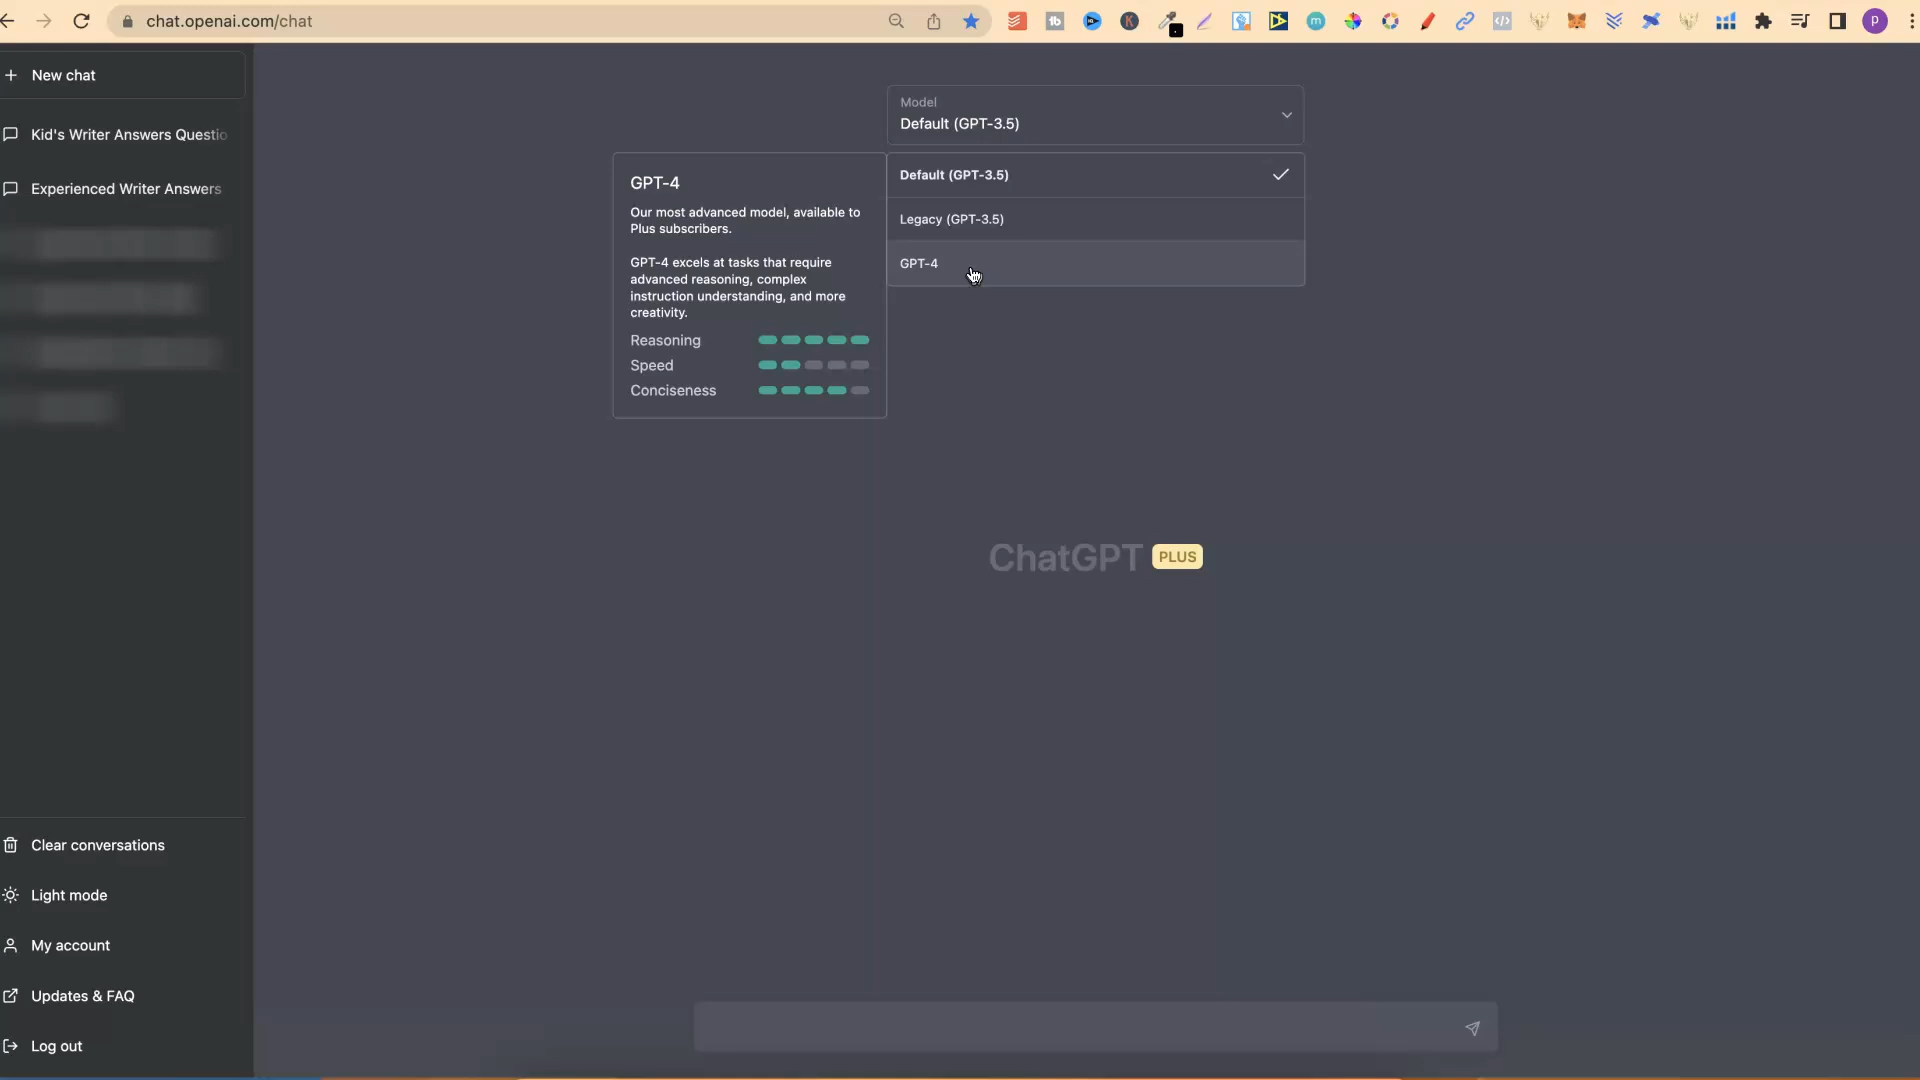 chat.openai.com/chat
New chat
Kid's Writer Answers Questio
Experienced Writer Answers
Clear conversations
Light mode
My account
Updates & FAQ
Log out
Model
Default (GPT-3.5)
Default (GPT-3.5)
Legacy (GPT-3.5)
GPT-4
GPT-4
Our most advanced model, available to
Plus subscribers.
GPT-4 excels at tasks that require
advanced reasoning, complex
instruction understanding, and more
creativity.
Reasoning
Speed
Conciseness
ChatGPT PLUS